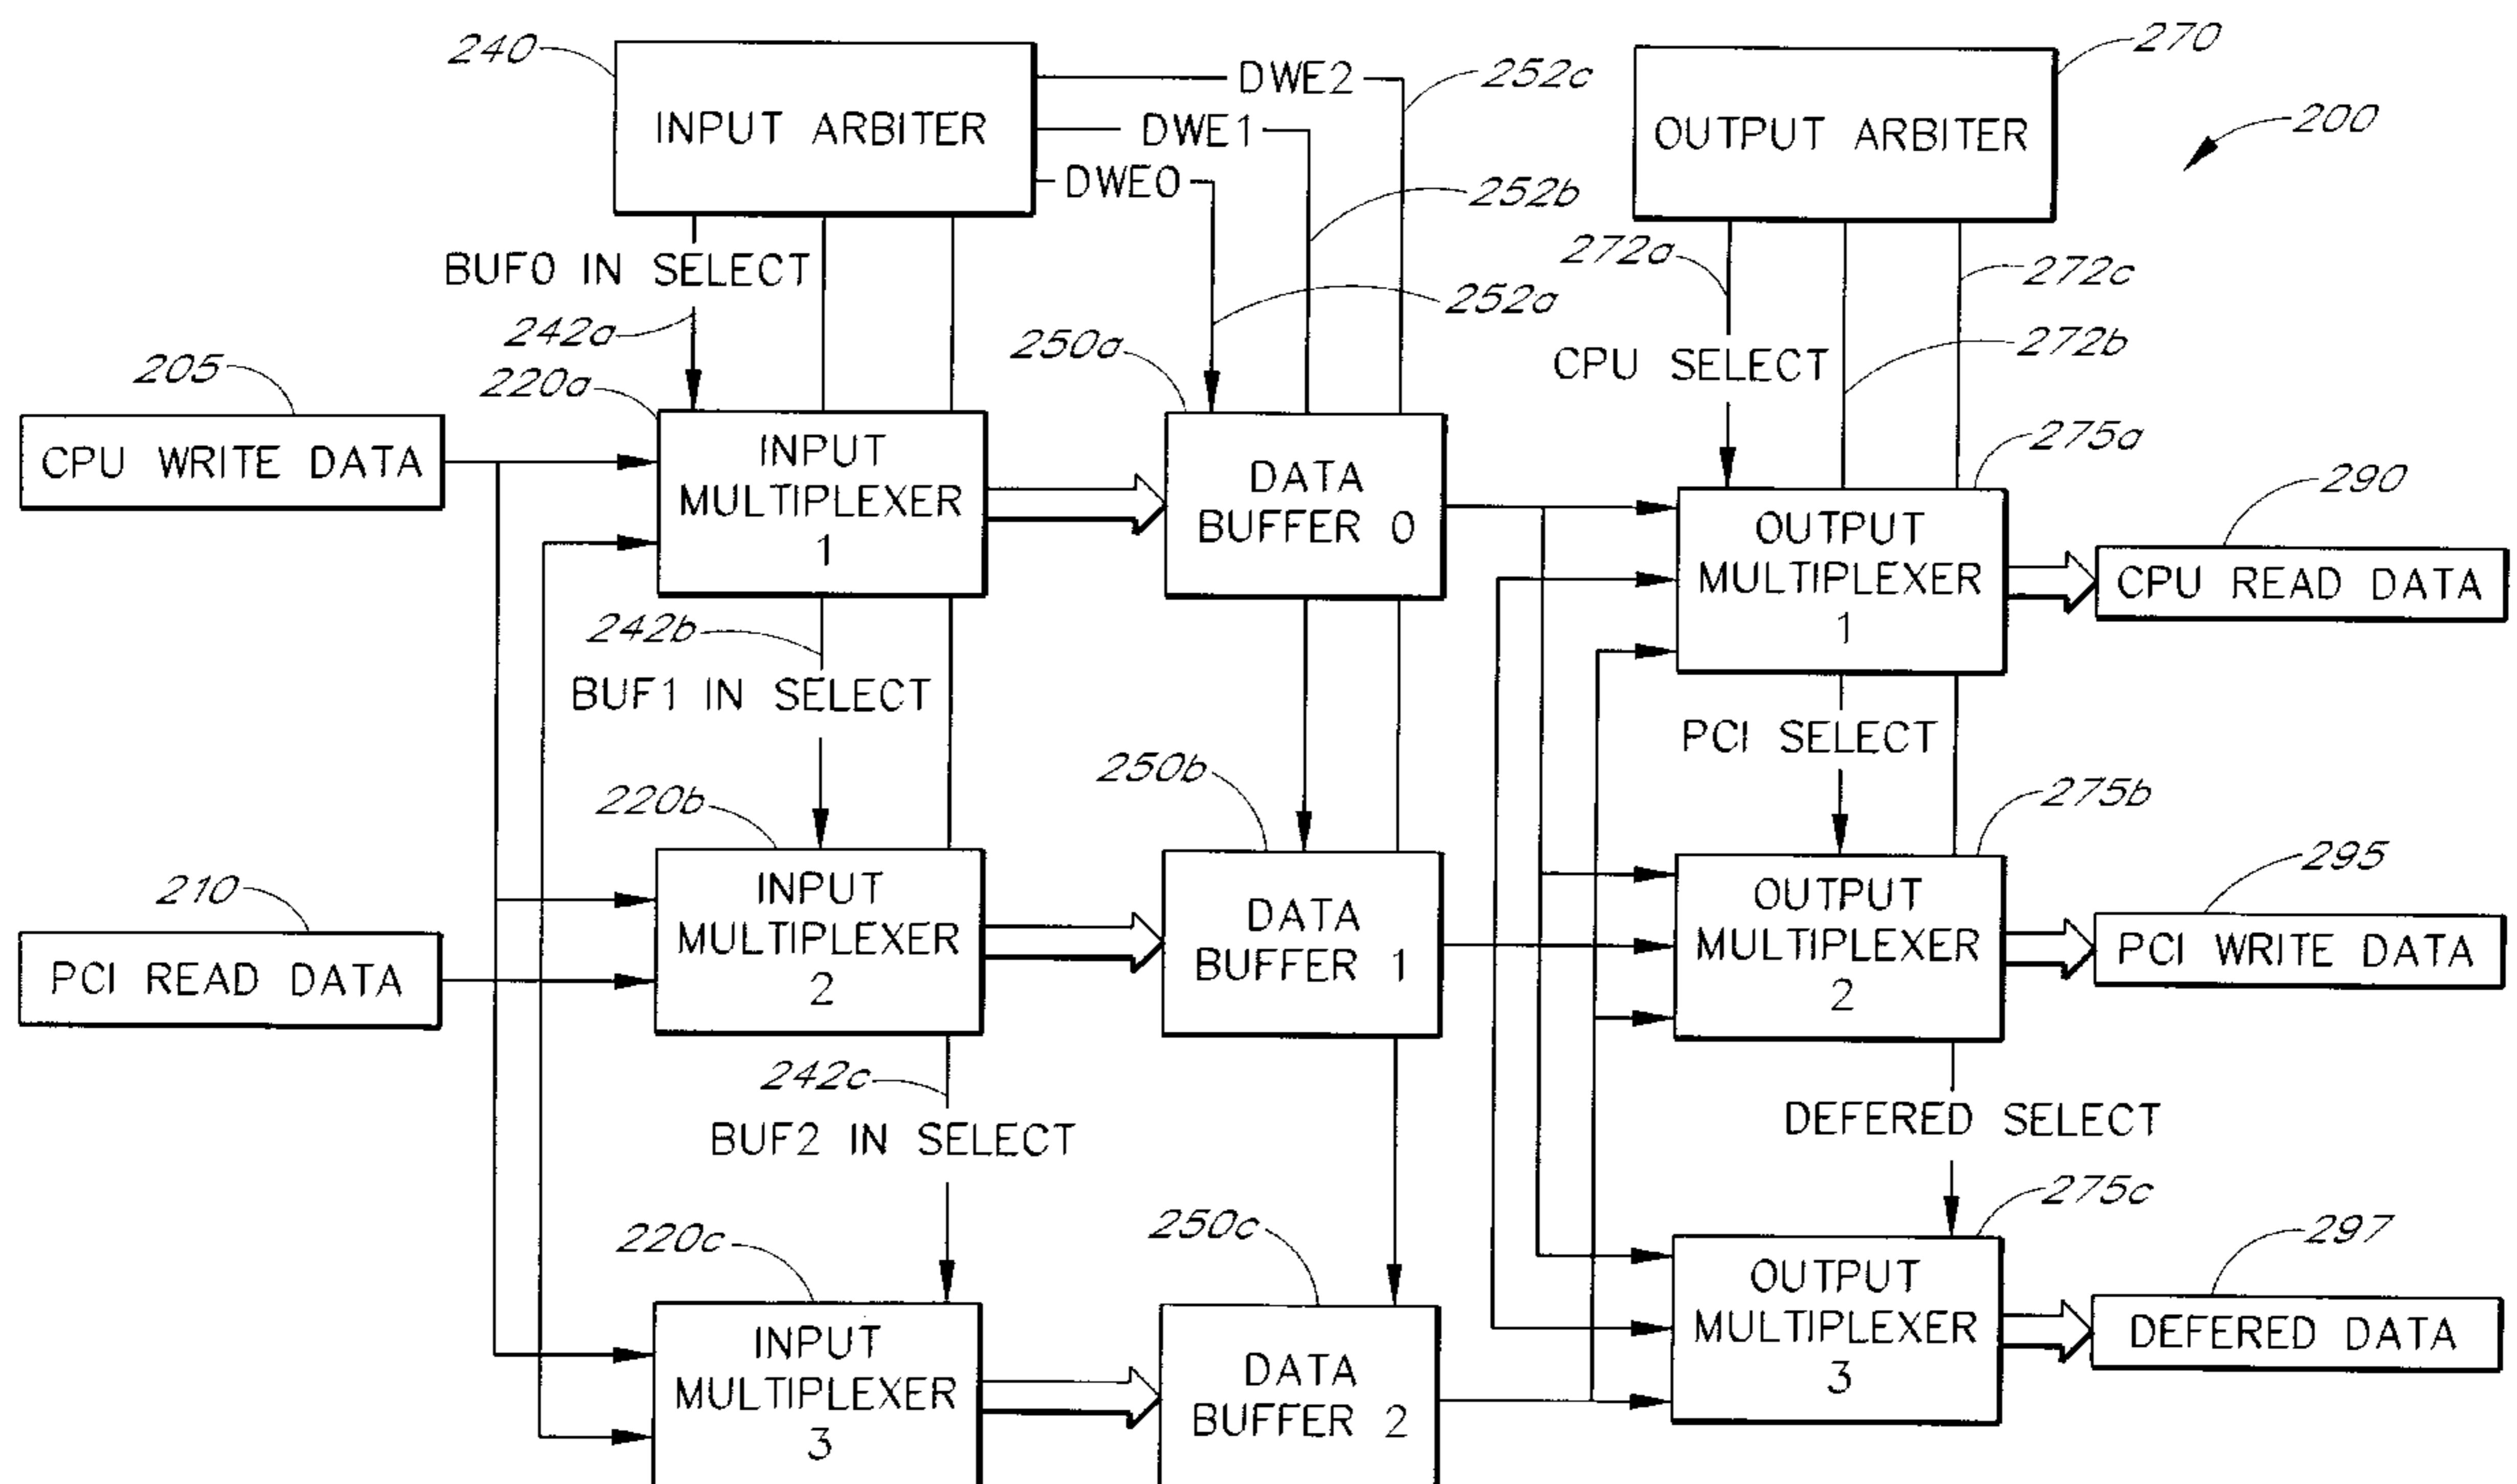 240
INPUT ARBITER
DWE2
DWE1
DWE0
252c
252b
252a
270
OUTPUT ARBITER
200
BUF0 IN SELECT
242a
272a
272c
272b
CPU SELECT
205
CPU WRITE DATA
220a
INPUT
MULTIPLEXER
1
250a
DATA
BUFFER 0
275a
OUTPUT
MULTIPLEXER
1
290
CPU READ DATA
242b
BUF1 IN SELECT
PCI SELECT
210
PCI READ DATA
220b
INPUT
MULTIPLEXER
2
250b
DATA
BUFFER 1
275b
OUTPUT
MULTIPLEXER
2
295
PCI WRITE DATA
242c
BUF2 IN SELECT
DEFERED SELECT
220c
INPUT
MULTIPLEXER
3
250c
DATA
BUFFER 2
275c
OUTPUT
MULTIPLEXER
3
297
DEFERED DATA